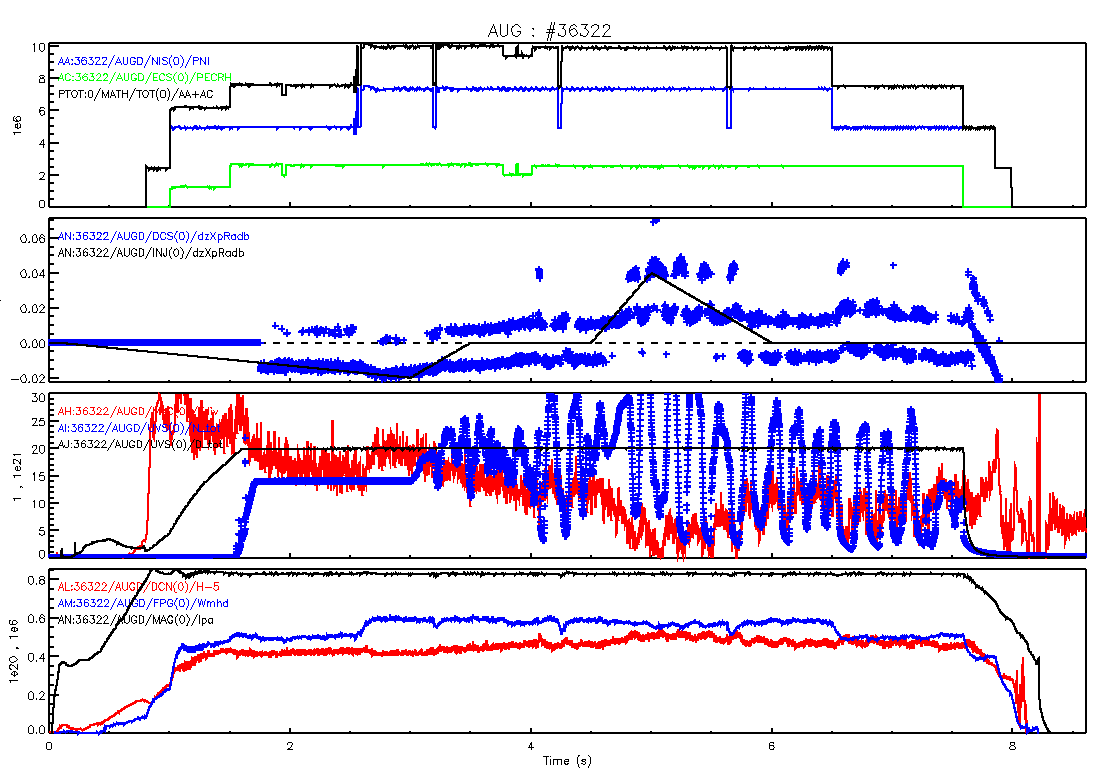 AUG : #36322
10
8
6
4
2
0
1e6
AA:36322/AUGD/NIS(0)/PNI
AC:36322/AUGD/ECS(0)/PECRH
PTOT:0/MATH/TOT(0)/AA+AC
0.06
0.04
0.02
0.00
-0.02
AN:36322/AUGD/DCS(0)/dzXpRadb
AN:36322/AUGD/INJ(0)/dzXpRadb
30
25
20
15
10
5
0
1 , 1e21
AH:36322/AUGD/
AI:36322/AUGD/UVS(0)/N_tot
AJ:36322/AUGD/UVS(0)/D_tot
0.8
0.6
0.4
0.2
0.0
1e20 , 1e6
AL:36322/AUGD/DCN(0)/H-5
AM:36322/AUGD/FPG(0)/Wmhd
AN:36322/AUGD/MAG(0)/Ipa
0 2 4 6 8
Time (s)